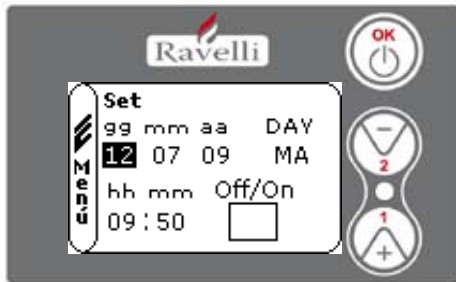 Ravelli
OK
Set
gg mm aa DAY
12 07 09 MA
hh mm Off/On
09:50
Menú
−
2
1
+